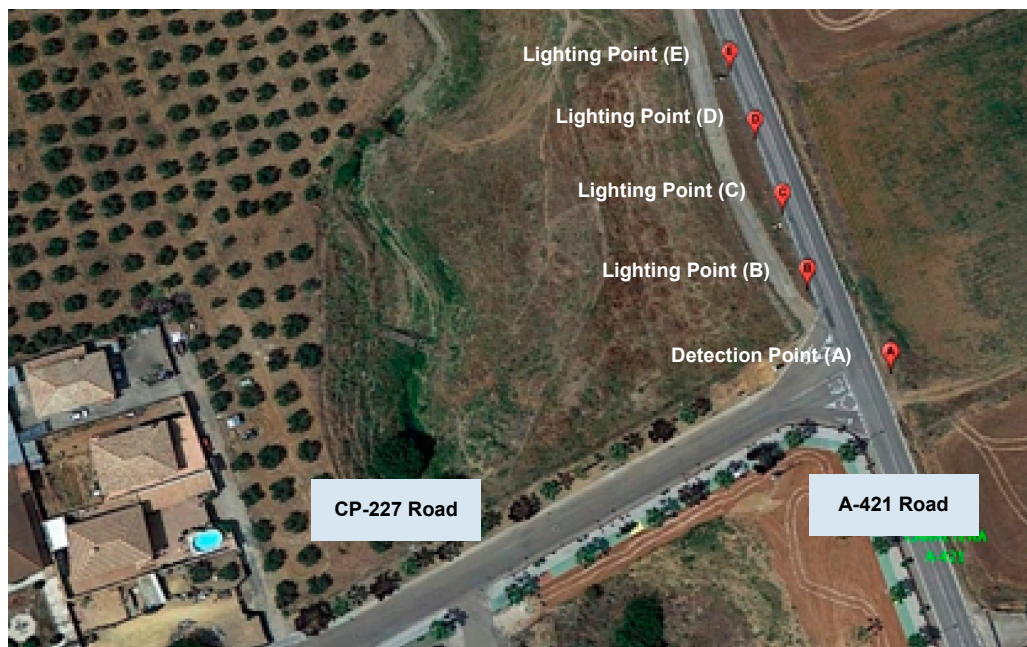 Lighting Point (E)
E
Lighting Point (D)
D
Lighting Point (C)
C
Lighting Point (B)
B
Detection Point (A)
A
CP-227 Road
A-421 Road
A-421